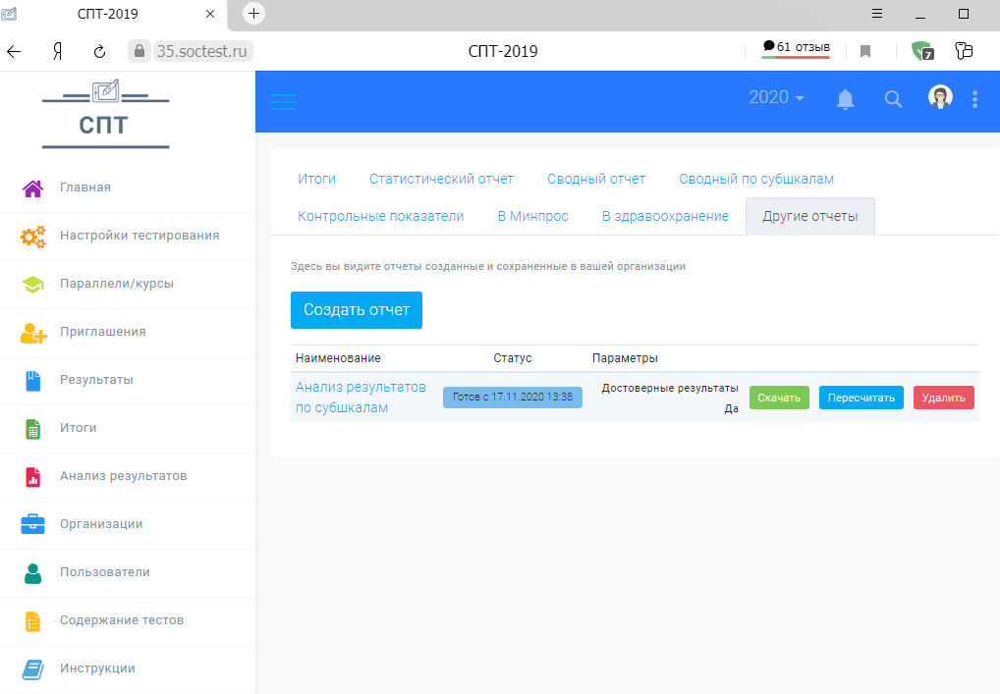 СПТ-2019
35.soctest.ru
СПТ-2019
61 отзыв
7
СПТ
Главная
Настройки тестирования
Параллели/курсы
Приглашения
Результаты
Итоги
Анализ результатов
Организации
Пользователи
Содержание тестов
Инструкции
2020
Итоги Статистический отчет Сводный отчет Сводный по субшкалам
Контрольные показатели В Минпрос В здравоохранение Другие отчеты
Здесь вы видите отчеты созданные и сохраненные в вашей организации
Создать отчет
Наименование Статус Параметры
Анализ результатов
по субшкалам
Готов с 17.11.2020 13:38
Достоверные результаты
Да
Скачать Пересчитать Удалить